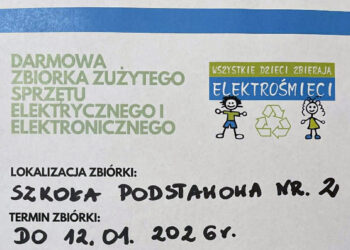 DARMOWA
ZBIORKA ZUŻYTEGO
SPRZĘTU
ELEKTRYCZNEGO I
ELEKTRONICZNEGO
WSZYSTKIE DZIECI ZBIERAJĄ
ELEKTROŚMIECI
LOKALIZACJA ZBIÓRKI:
SZKOŁA PODSTAWOWA NR. 2
TERMIN ZBIÓRKI:
DO 12.01.2026r.